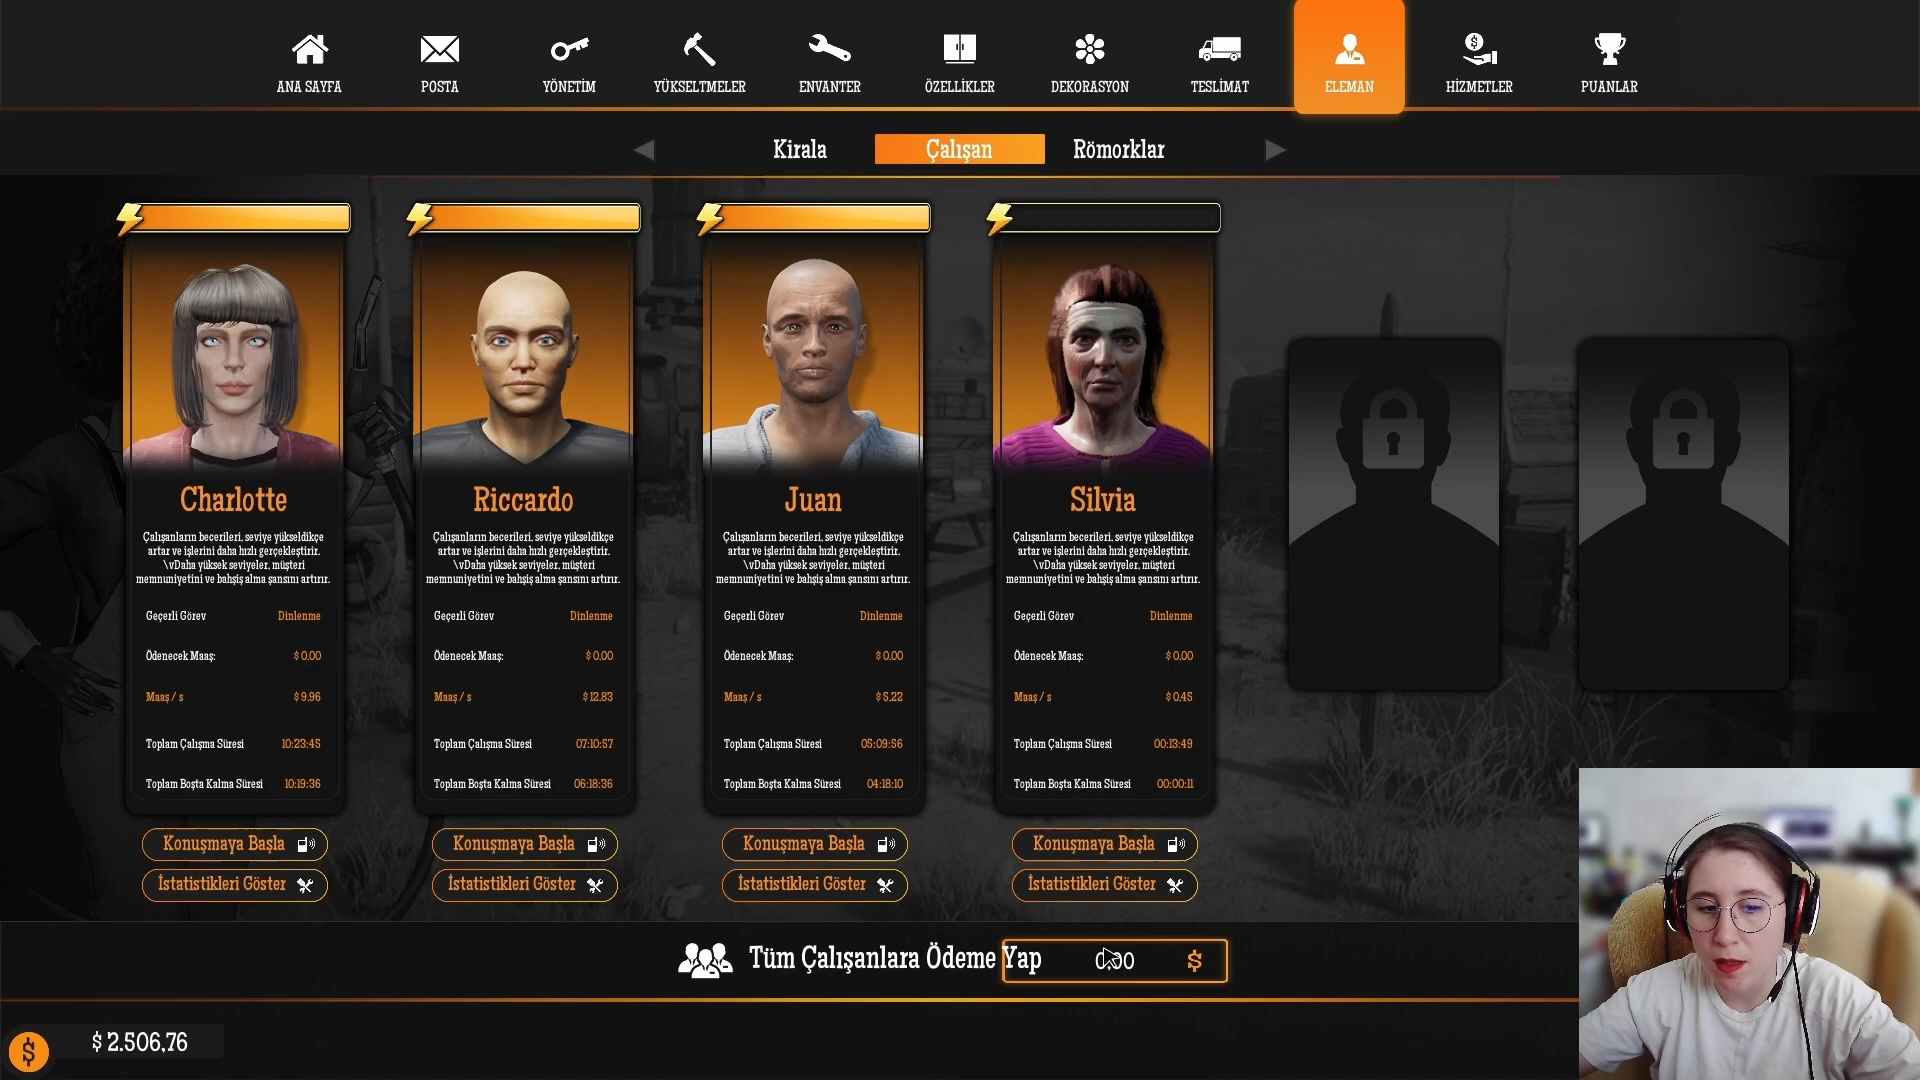 ANA SAYFA
POSTA
YÖNETİM
YÜKSELTMELER
ENVANTER
ÖZELLİKLER
DEKORASYON
TESLİMAT
ELEMAN
HİZMETLER
PUANLAR
Kirala
Çalışan
Römorklar
Charlotte
Çalışanların becerileri, seviye yükseldikçe
artar ve işlerini daha hızlı gerçekleştirir.
\vDaha yüksek seviyeler, müşteri
memnuniyetini ve bahşiş alma şansını artırır.
Geçerli Görev Dinlenme
Ödenecek Maaş: $ 0,00
Maaş / s $ 9,96
Toplam Çalışma Süresi 10:23:45
Toplam Boşta Kalma Süresi 10:19:36
Konuşmaya Başla
İstatistikleri Göster
Riccardo
Çalışanların becerileri, seviye yükseldikçe
artar ve işlerini daha hızlı gerçekleştirir.
\vDaha yüksek seviyeler, müşteri
memnuniyetini ve bahşiş alma şansını artırır.
Geçerli Görev Dinlenme
Ödenecek Maaş: $ 0,00
Maaş / s $ 12,83
Toplam Çalışma Süresi 07:10:57
Toplam Boşta Kalma Süresi 06:18:36
Konuşmaya Başla
İstatistikleri Göster
Juan
Çalışanların becerileri, seviye yükseldikçe
artar ve işlerini daha hızlı gerçekleştirir.
\vDaha yüksek seviyeler, müşteri
memnuniyetini ve bahşiş alma şansını artırır.
Geçerli Görev Dinlenme
Ödenecek Maaş: $ 0,00
Maaş / s $ 5,22
Toplam Çalışma Süresi 05:09:56
Toplam Boşta Kalma Süresi 04:18:10
Konuşmaya Başla
İstatistikleri Göster
Silvia
Çalışanların becerileri, seviye yükseldikçe
artar ve işlerini daha hızlı gerçekleştirir.
\vDaha yüksek seviyeler, müşteri
memnuniyetini ve bahşiş alma şansını artırır.
Geçerli Görev Dinlenme
Ödenecek Maaş: $ 0,00
Maaş / s $ 0,45
Toplam Çalışma Süresi 00:13:49
Toplam Boşta Kalma Süresi 00:00:11
Konuşmaya Başla
İstatistikleri Göster
Tüm Çalışanlara Ödeme Yap 0,00 $
$ 2.506,76